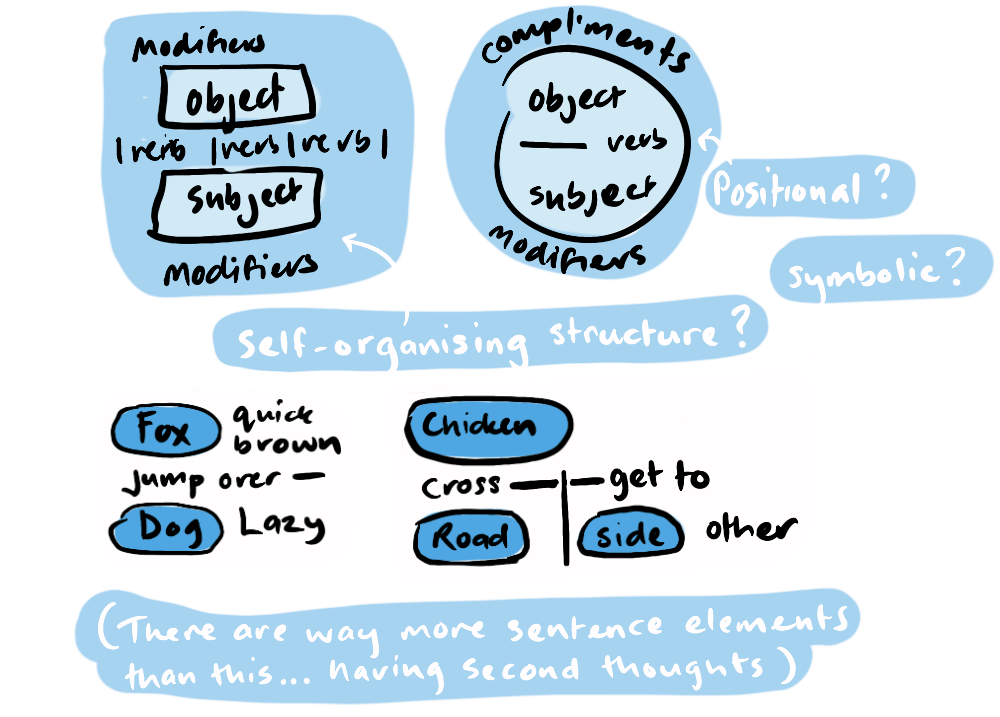 Modifiers
object
|verb |verb|verb|
Subject
Modifiers
compliments
object
verb
subject
modifiers
Positional?
Symbolic?
Self-organising structure?
Fox
quick
brown
Jump over —
Dog
Lazy
Chicken
cross — | — get to
Road
side
other
(There are way more sentence elements
than this... having second thoughts)